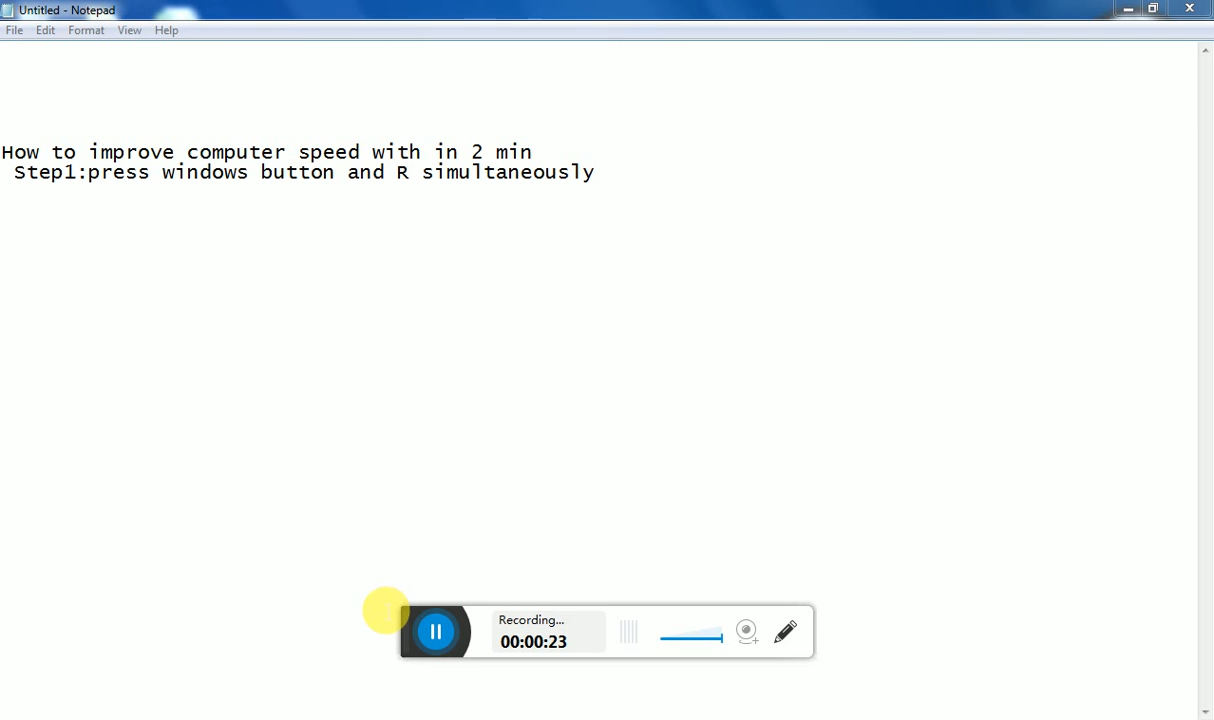 Untitled - Notepad
File Edit Format View Help
How to improve computer speed with in 2 min
Step1:press windows button and R simultaneously
Recording...
00:00:23